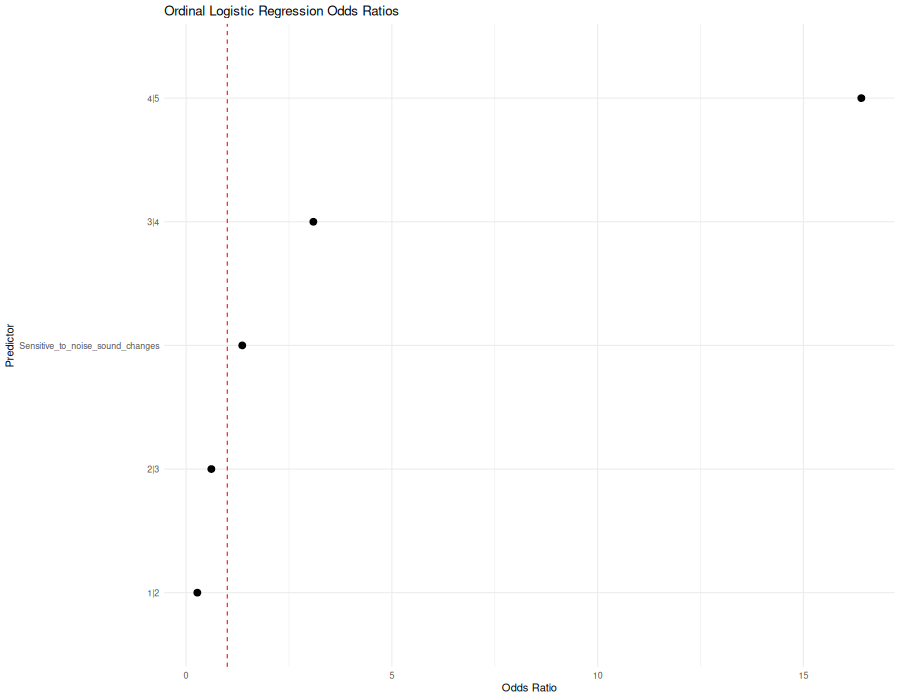 Ordinal Logistic Regression Odds Ratios
4|5
3|4
Predictor
Sensitive_to_noise_sound_changes
2|3
1|2
0
5
10
15
Odds Ratio